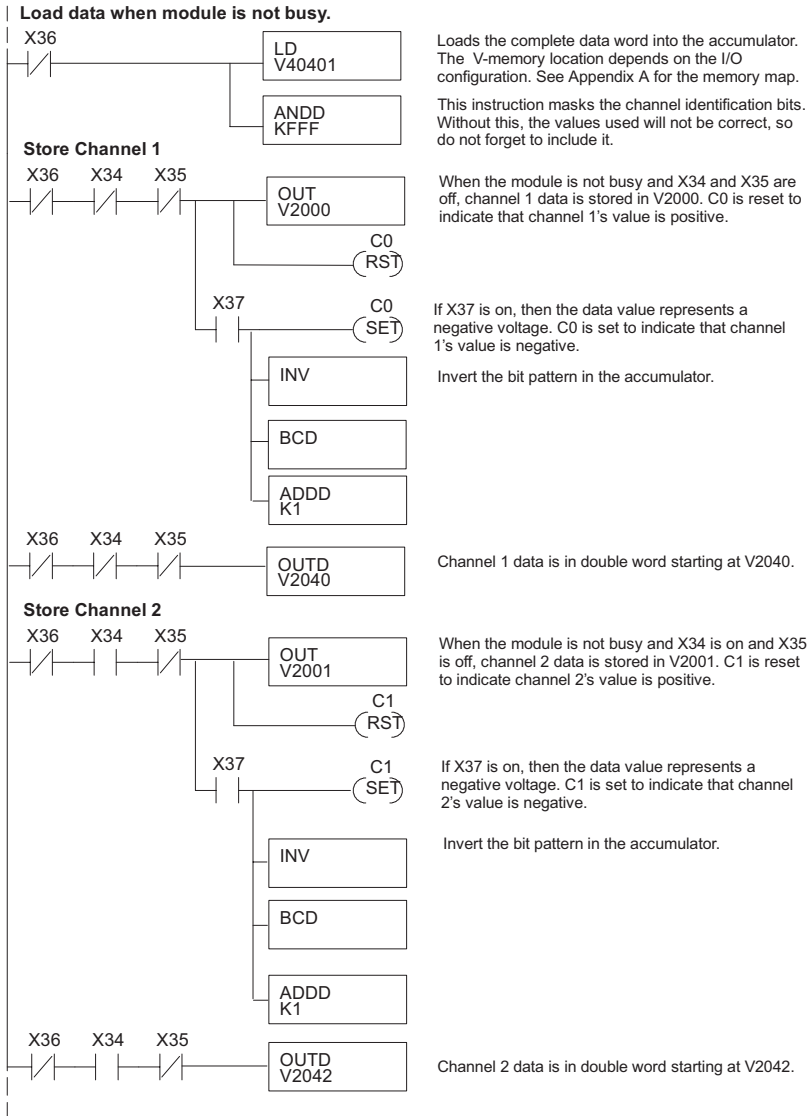 Load data when module is not busy.
X36
LD
V40401
Loads the complete data word into the accumulator.
The V-memory location depends on the I/O
configuration. See Appendix A for the memory map.
ANDD
KFFF
This instruction masks the channel identification bits.
Without this, the values used will not be correct, so
do not forget to include it.
Store Channel 1
X36 X34 X35
OUT
V2000
When the module is not busy and X34 and X35 are
off, channel 1 data is stored in V2000. C0 is reset to
indicate that channel 1's value is positive.
C0
RST
X37
C0
SET
If X37 is on, then the data value represents a
negative voltage. C0 is set to indicate that channel
1's value is negative.
INV
Invert the bit pattern in the accumulator.
BCD
ADDD
K1
X36 X34 X35
OUTD
V2040
Channel 1 data is in double word starting at V2040.
Store Channel 2
X36 X34 X35
OUT
V2001
When the module is not busy and X34 is on and X35
is off, channel 2 data is stored in V2001. C1 is reset
to indicate channel 2's value is positive.
C1
RST
X37
C1
SET
If X37 is on, then the data value represents a
negative voltage. C1 is set to indicate that channel
2's value is negative.
INV
Invert the bit pattern in the accumulator.
BCD
ADDD
K1
X36 X34 X35
OUTD
V2042
Channel 2 data is in double word starting at V2042.